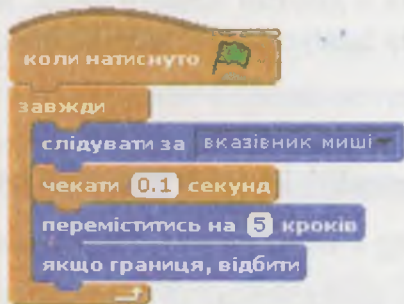 коли натиснуто
завжди
слідувати за вказівник миші
чекати 0.1 секунд
переміститись на 5 кроків
якщо границя, відбити